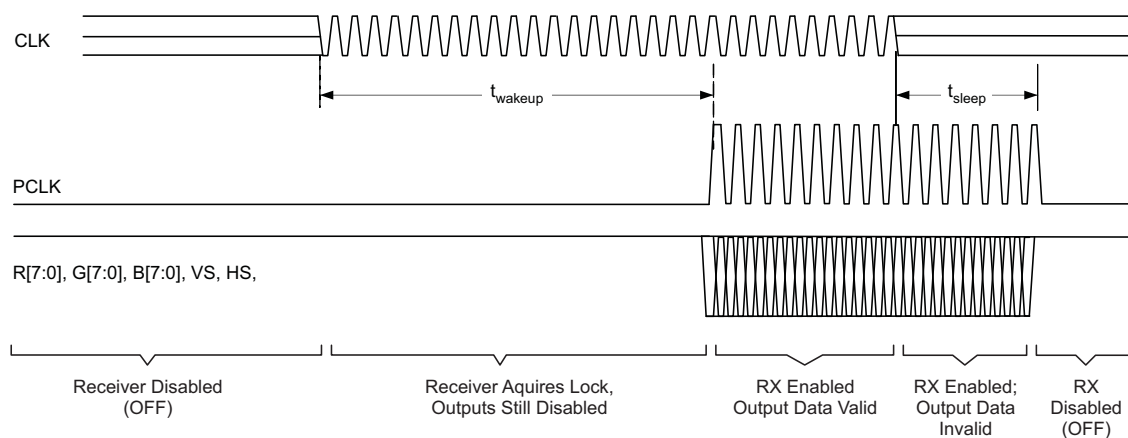 CLK
twakeup
tsleep
PCLK
R[7:0], G[7:0], B[7:0], VS, HS,
Receiver Disabled
(OFF)
Receiver Aquires Lock,
Outputs Still Disabled
RX Enabled
Output Data Valid
RX Enabled;
Output Data
Invalid
RX
Disabled
(OFF)